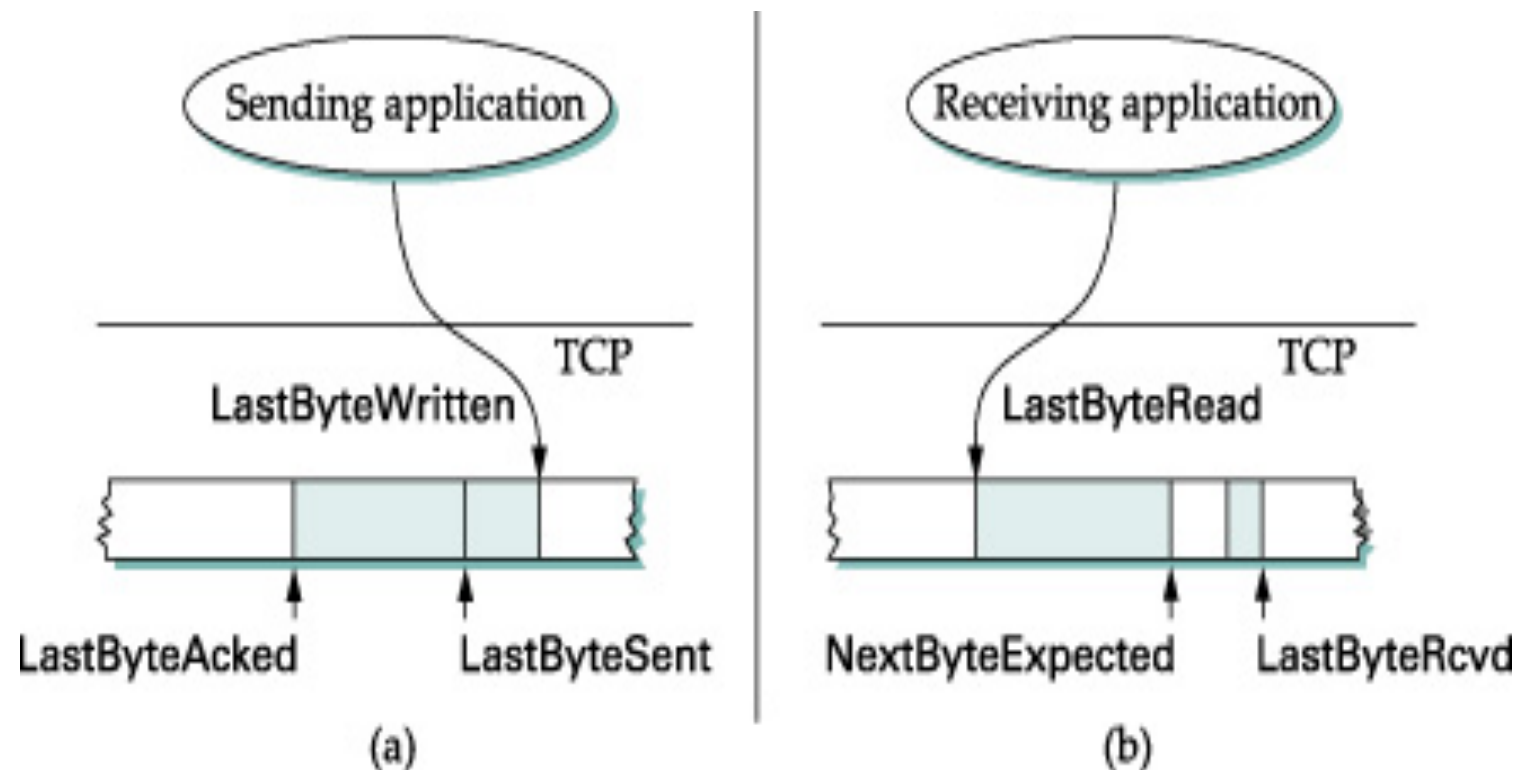 Sending application
TCP
LastByteWritten
LastByteAcked
LastByteSent
(a)
Receiving application
TCP
LastByteRead
NextByteExpected
LastByteRcvd
(b)